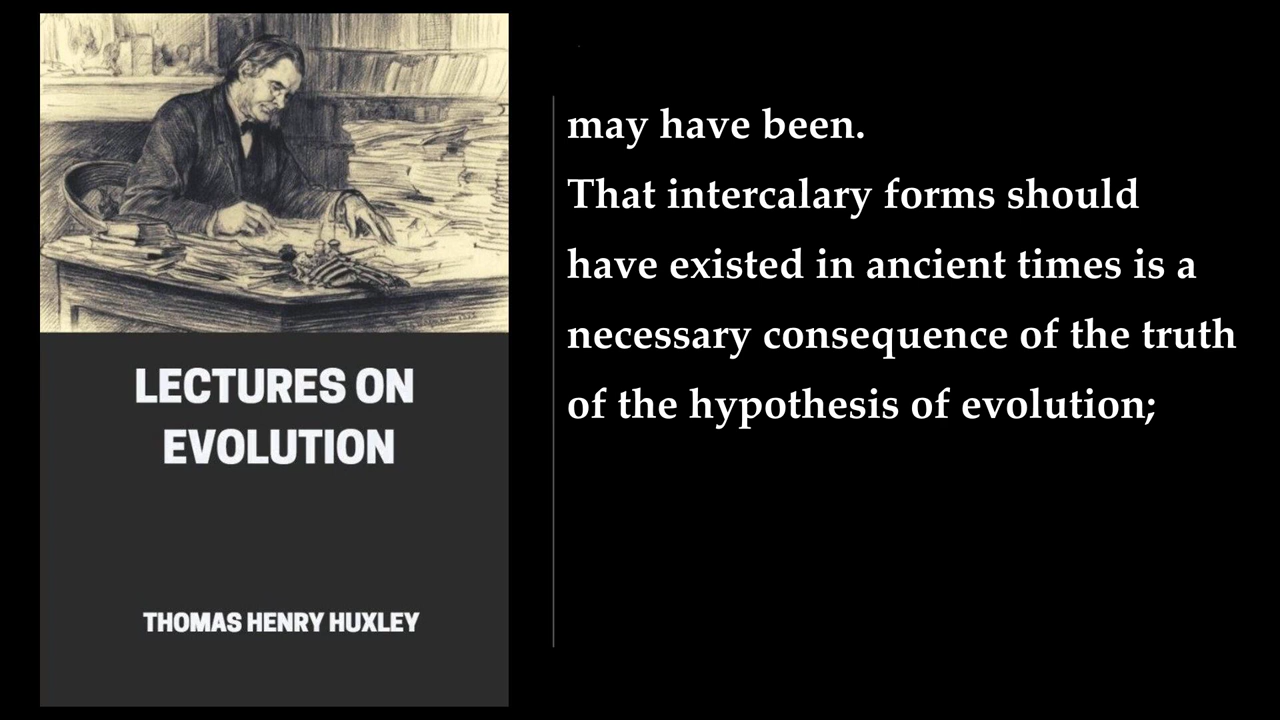 LECTURES ON
EVOLUTION
THOMAS HENRY HUXLEY
may have been.
That intercalary forms should
have existed in ancient times is a
necessary consequence of the truth
of the hypothesis of evolution;